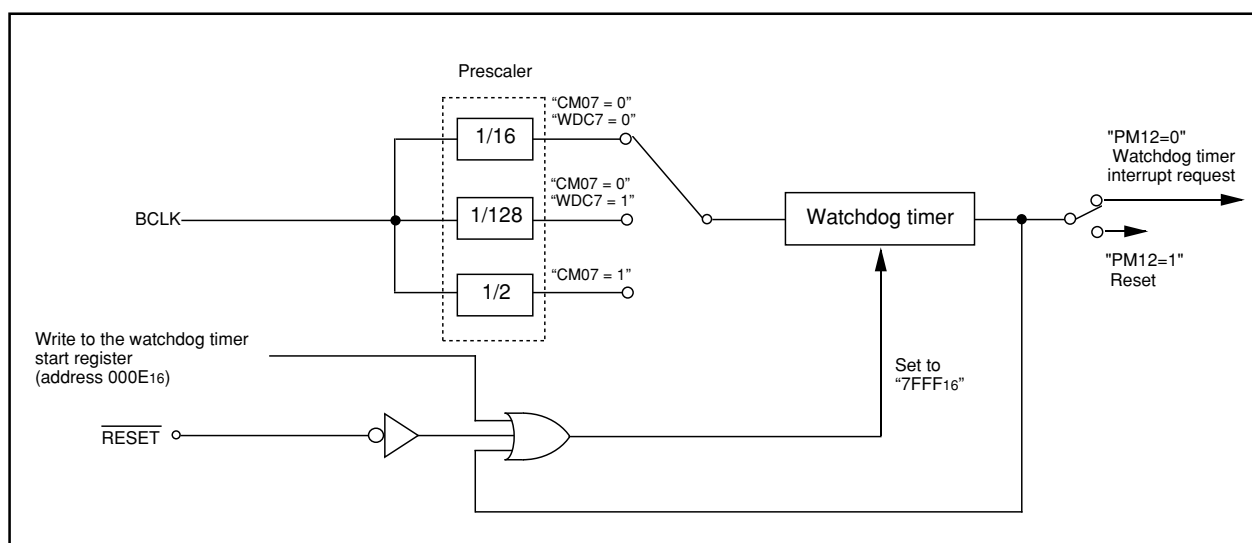 Prescaler
“CM07 = 0”
“WDC7 = 0”
1/16
"PM12=0"
Watchdog timer
interrupt request
“CM07 = 0”
“WDC7 = 1”
BCLK
1/128
Watchdog timer
"PM12=1"
Reset
“CM07 = 1”
1/2
Write to the watchdog timer
start register
(address 000E16)
Set to
“7FFF16”
RESET